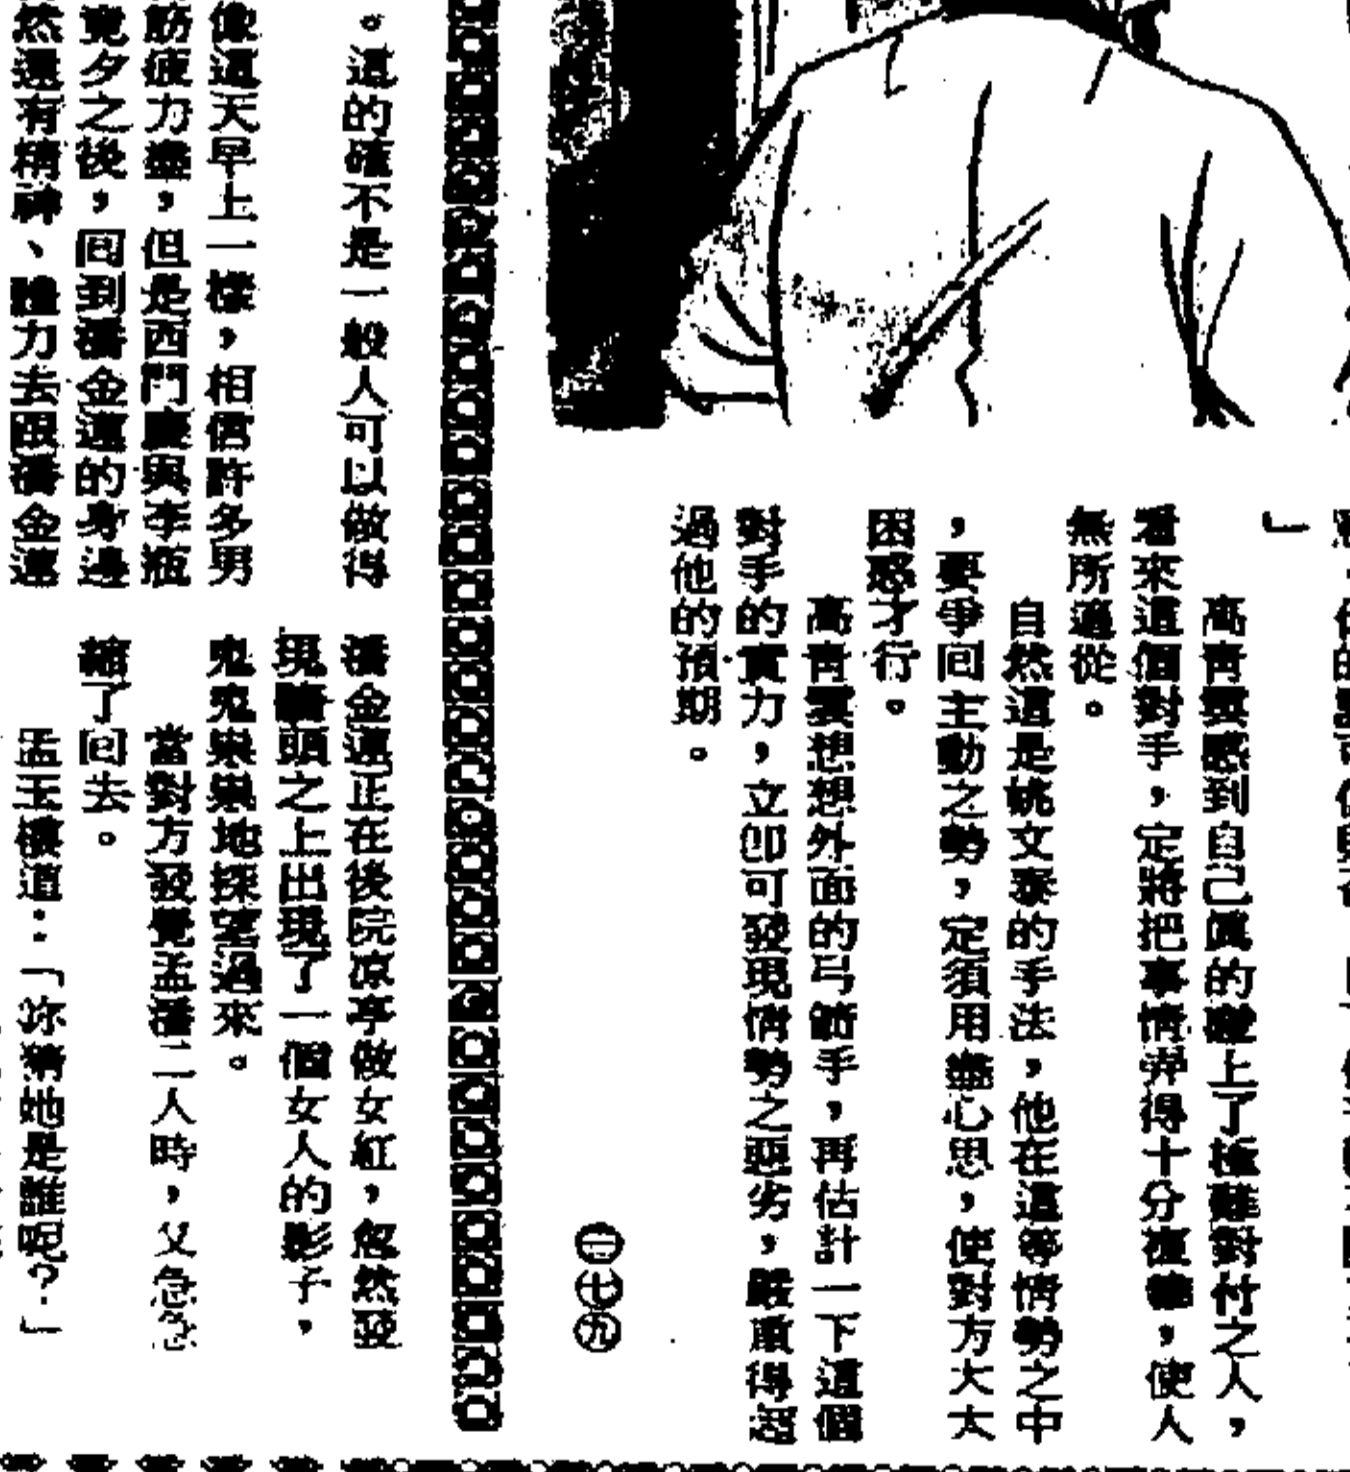 」
高青雲感到自己真的碰上了極難對付之人，
看來這個對手，定將把事情弄得十分複雜，使人
無所適從。
自然這是姚文泰的手法，他在這等情勢之中
，要爭回主動之勢，定須用盡心思，使對方大大
困惑才行。
高青雲想想外面的弓箭手，再估計一下這個
對手的實力，立即可發現情勢之惡劣，嚴重得超
過他的預期。
㊁㊆㊈
。這的確不是一般人可以做得
像這天早上一樣，相信許多男
筋疲力盡，但是西門慶與李瓶
竟夕之後，回到潘金蓮的身邊
然還有精神、體力去跟潘金蓮
潘金蓮正在後院涼亭做女紅，忽然發
現牆頭之上出現了一個女人的影子，
鬼鬼祟祟地探望過來。
當對方發覺孟潘二人時，又急急
縮了回去。
孟玉樓道：「妳猜她是誰呢？」